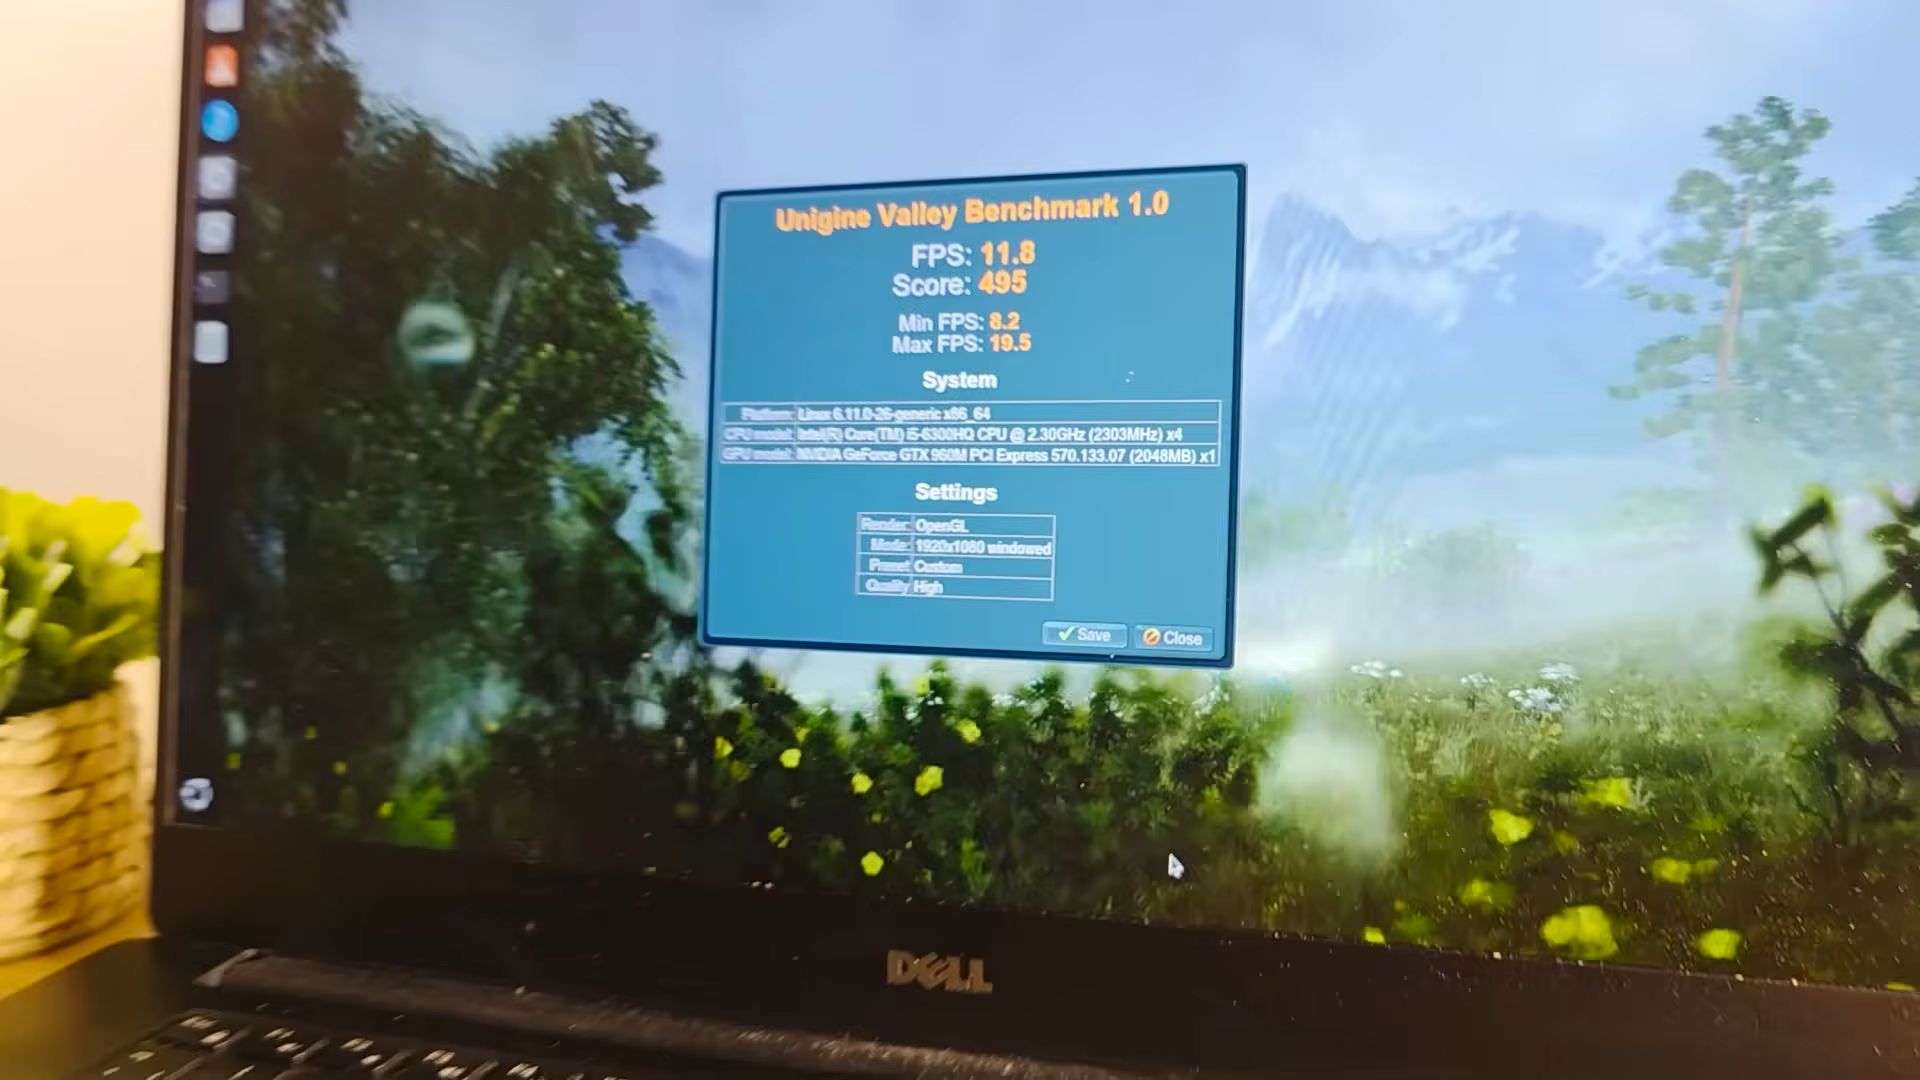 Unigine Valley Benchmark 1.0
FPS: 11.8
Score: 495
Min FPS: 8.2
Max FPS: 19.5
System
Platform: Linux 6.11.0-26-generic x86_64
CPU model: Intel(R) Core(TM) i5-6300HQ CPU @ 2.30GHz (2303MHz) x4
GPU model: NVIDIA GeForce GTX 960M PCI Express 570.133.07 (2048MB) x1
Settings
Render: OpenGL
Mode: 1920x1080 windowed
Preset Custom
Quality High
Save Close
DELL